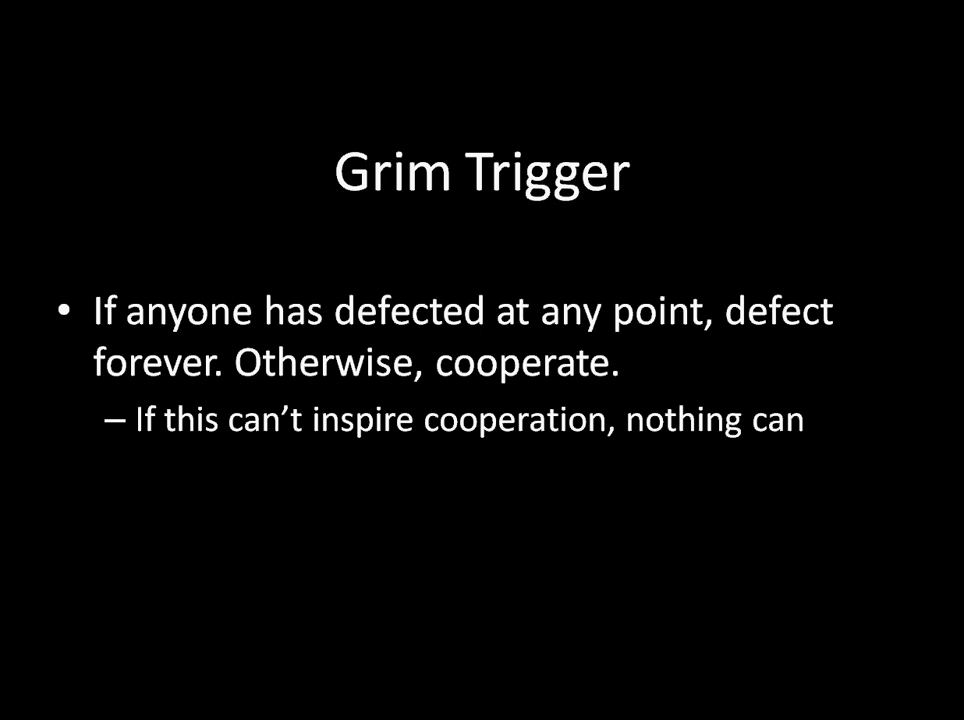 Grim Trigger
• If anyone has defected at any point, defect
forever. Otherwise, cooperate.
– If this can’t inspire cooperation, nothing can